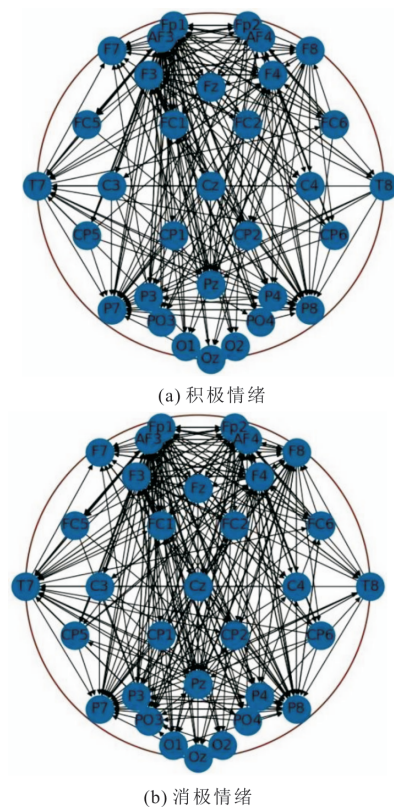 Fp1 Fp2
AF3 AF4
F7 F8
F3 F4
Fz
FC5 FC1 FC2 FC6
T7 C3 Cz C4 T8
CP5 CP1 CP2 CP6
Pz
P7 P3 P4 P8
PO3 PO4
O1 O2
Oz
(a) 积极情绪
Fp1 Fp2
AF3 AF4
F7 F8
F3 F4
Fz
FC5 FC1 FC2 FC6
T7 C3 Cz C4 T8
CP5 CP1 CP2 CP6
Pz
P7 P3 P4 P8
PO3 PO4
O1 O2
Oz
(b) 消极情绪